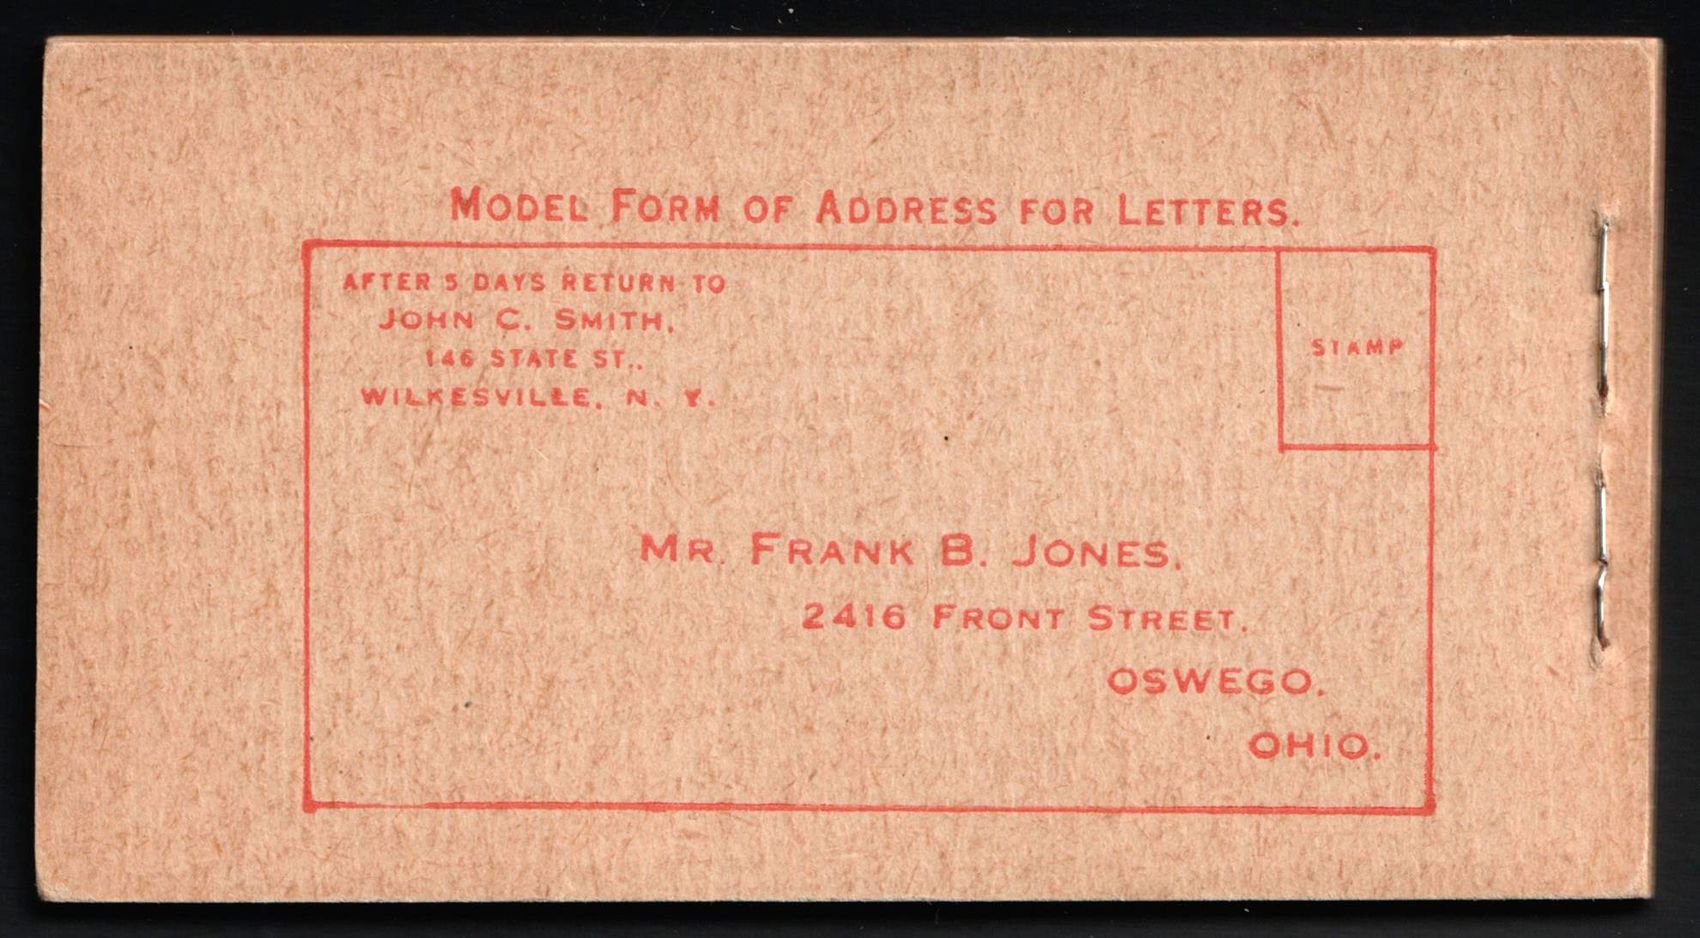 MODEL FORM OF ADDRESS FOR LETTERS.
AFTER 5 DAYS RETURN TO
JOHN C. SMITH,
146 STATE ST.,
WILKESVILLE, N. Y.
STAMP
MR. FRANK B. JONES,
2416 FRONT STREET,
OSWEGO,
OHIO.